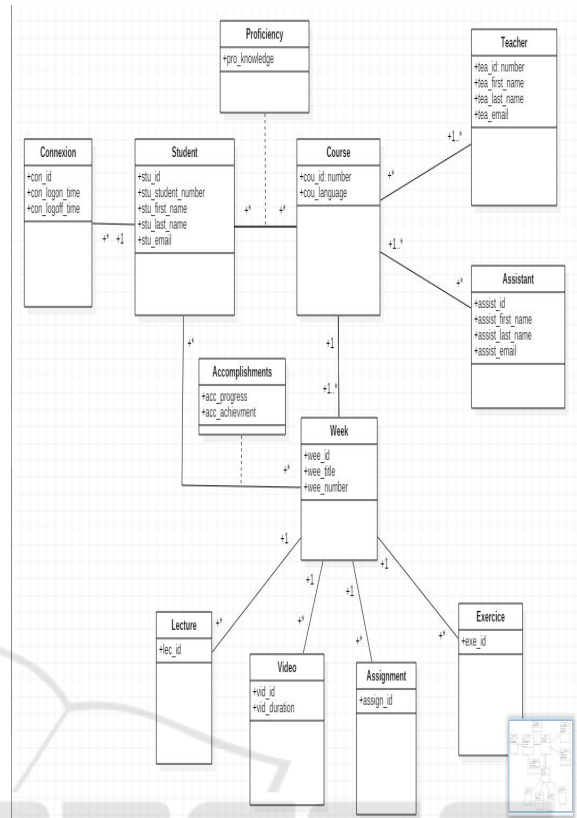 Proficiency
+pro_knowledge
Teacher
+tea_id: number
+tea_first_name
+tea_last_name
+tea_email
Connexion
+con_id
+con_logon_time
+con_logoff_time
Student
+stu_id
+stu_student_number
+stu_first_name
+stu_last_name
+stu_email
Course
+cou_id: number
+cou_language
+1..*
+*
+*
+*
+*
+1
+1..*
+*
Assistant
+assist_id
+assist_first_name
+assist_last_name
+assist_email
+*
+1
Accomplishments
+acc_progress
+acc_achievment
+1..*
Week
+wee_id
+wee_title
+wee_number
+*
+1
+1
+1
+1
+*
+*
+*
+*
Lecture
+lec_id
Video
+vid_id
+vid_duration
Assignment
+assign_id
Exercice
+exe_id